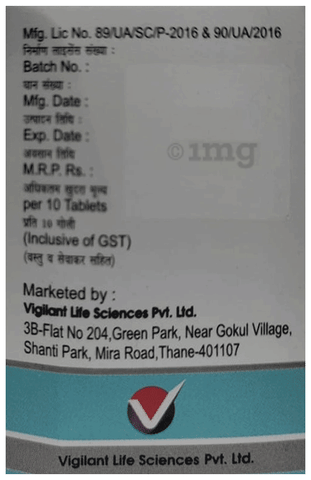 Mfg. Lic No. 89/UA/SC/P-2016 & 90/UA/2016
निर्माण लाइसेंस संख्या :
Batch No. :
घान संख्या :
Mfg. Date :
उत्पादन तिथि :
Exp. Date :
अवसान तिथि
M.R.P. Rs. :
अधिकतम खुदरा मूल्य
per 10 Tablets
प्रति 10 गोली
(Inclusive of GST)
(वस्तु व सेवाकर सहित)
1mg
Marketed by :
Vigilant Life Sciences Pvt. Ltd.
3B-Flat No 204,Green Park, Near Gokul Village,
Shanti Park, Mira Road,Thane-401107
Vigilant Life Sciences Pvt. Ltd.